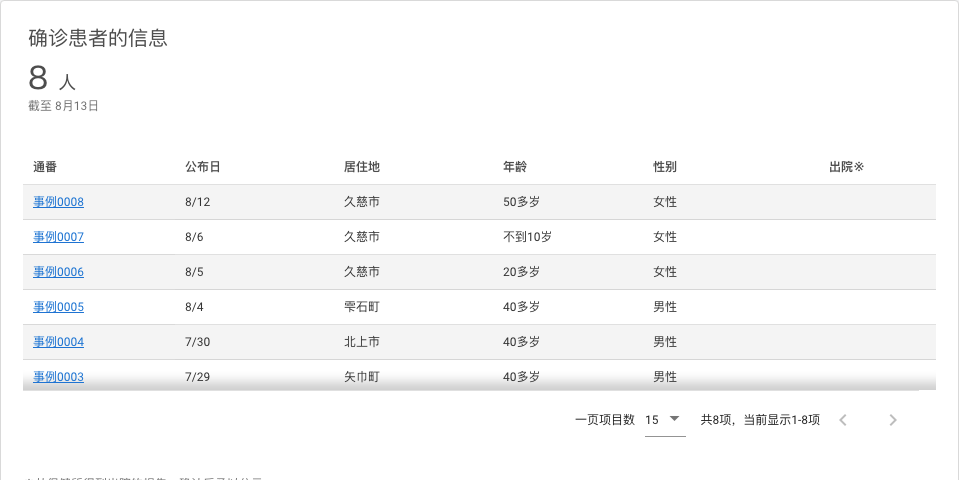 确诊患者的信息
8 人
截至 8月13日
通番 公布日 居住地 年龄 性别 出院※
事例0008 8/12 久慈市 50多岁 女性
事例0007 8/6 久慈市 不到10岁 女性
事例0006 8/5 久慈市 20多岁 女性
事例0005 8/4 雫石町 40多岁 男性
事例0004 7/30 北上市 40多岁 男性
事例0003 7/29 矢巾町 40多岁 男性
一页项目数 15 共8项，当前显示1-8项